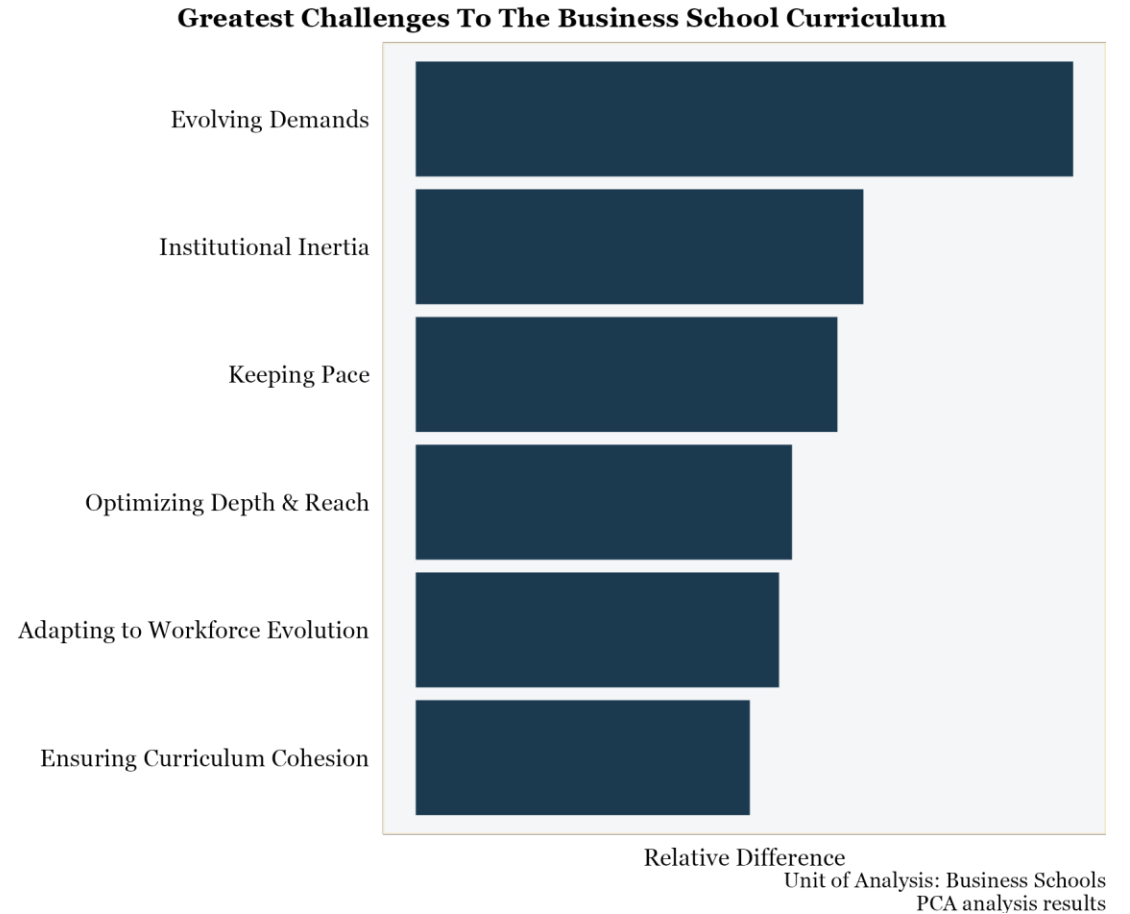 Greatest Challenges To The Business School Curriculum
Evolving Demands
Institutional Inertia
Keeping Pace
Optimizing Depth & Reach
Adapting to Workforce Evolution
Ensuring Curriculum Cohesion
Relative Difference
Unit of Analysis: Business Schools
PCA analysis results